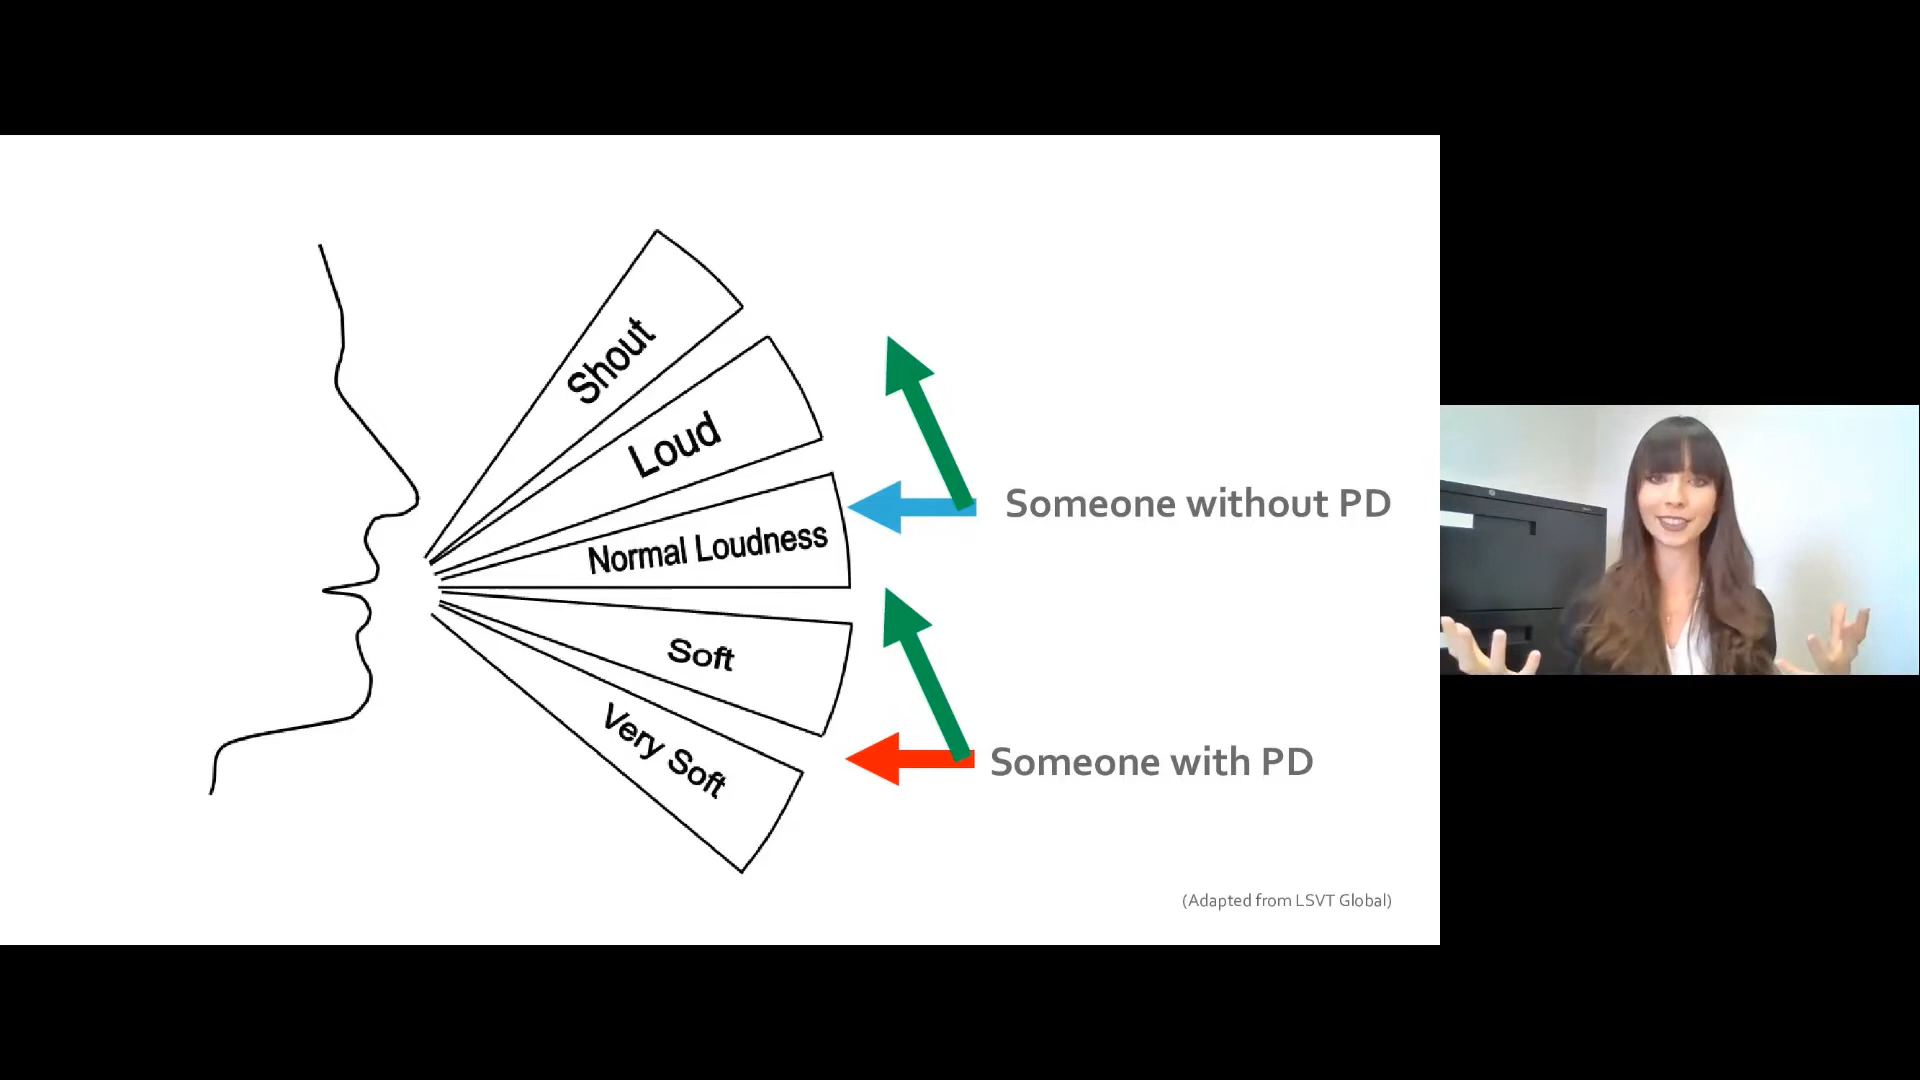 Shout
Loud
Normal Loudness
Soft
Very Soft
Someone without PD
Someone with PD
(Adapted from LSVT Global)